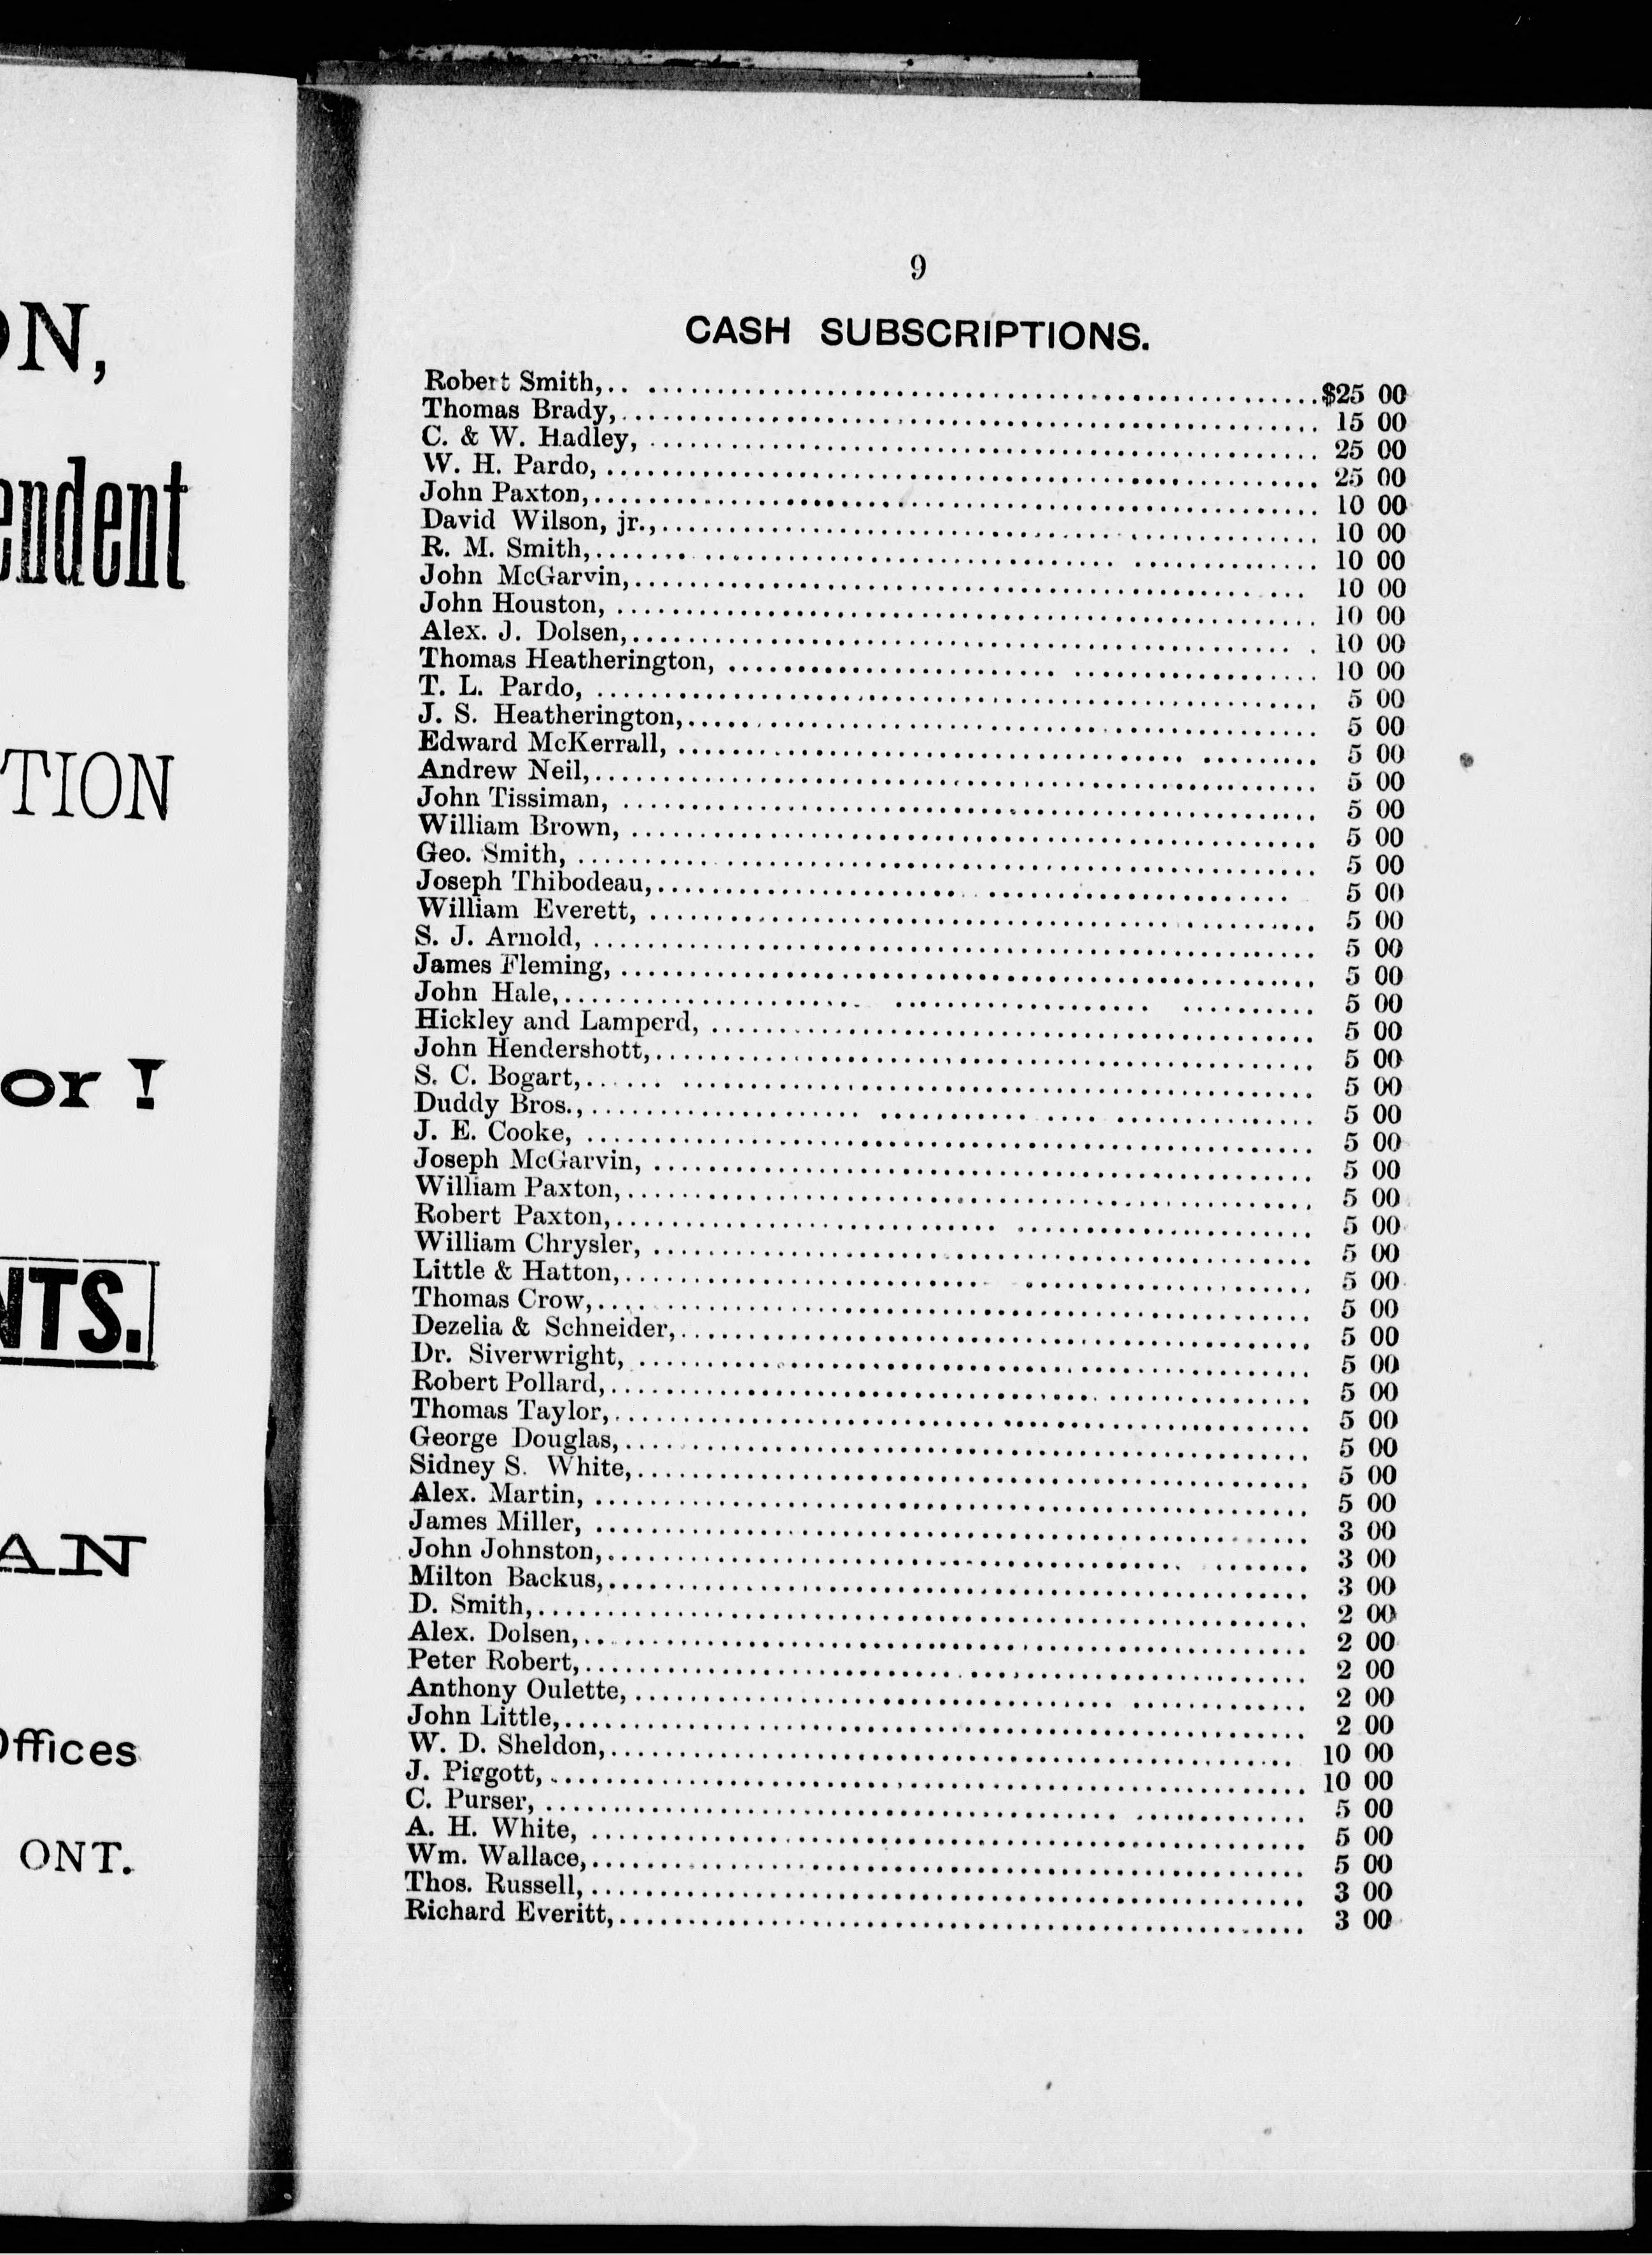 ON,
endent
TION
or !
NTS.
AN
Offices
ONT.
9
CASH SUBSCRIPTIONS.
Robert Smith, $25 00
Thomas Brady, 15 00
C. & W. Hadley, 25 00
W. H. Pardo, 25 00
John Paxton, 10 00
David Wilson, jr., 10 00
R. M. Smith, 10 00
John McGarvin, 10 00
John Houston, 10 00
Alex. J. Dolsen, 10 00
Thomas Heatherington, 10 00
T. L. Pardo, 5 00
J. S. Heatherington, 5 00
Edward McKerrall, 5 00
Andrew Neil, 5 00
John Tissiman, 5 00
William Brown, 5 00
Geo. Smith, 5 00
Joseph Thibodeau, 5 00
William Everett, 5 00
S. J. Arnold, 5 00
James Fleming, 5 00
John Hale, 5 00
Hickley and Lamperd, 5 00
John Hendershott, 5 00
S. C. Bogart, 5 00
Duddy Bros., 5 00
J. E. Cooke, 5 00
Joseph McGarvin, 5 00
William Paxton, 5 00
Robert Paxton, 5 00
William Chrysler, 5 00
Little & Hatton, 5 00
Thomas Crow, 5 00
Dezelia & Schneider, 5 00
Dr. Siverwright, 5 00
Robert Pollard, 5 00
Thomas Taylor, 5 00
George Douglas, 5 00
Sidney S. White, 5 00
Alex. Martin, 5 00
James Miller, 3 00
John Johnston, 3 00
Milton Backus, 3 00
D. Smith, 2 00
Alex. Dolsen, 2 00
Peter Robert, 2 00
Anthony Oulette, 2 00
John Little, 2 00
W. D. Sheldon, 10 00
J. Piggott, 10 00
C. Purser, 5 00
A. H. White, 5 00
Wm. Wallace, 5 00
Thos. Russell, 3 00
Richard Everitt, 3 00